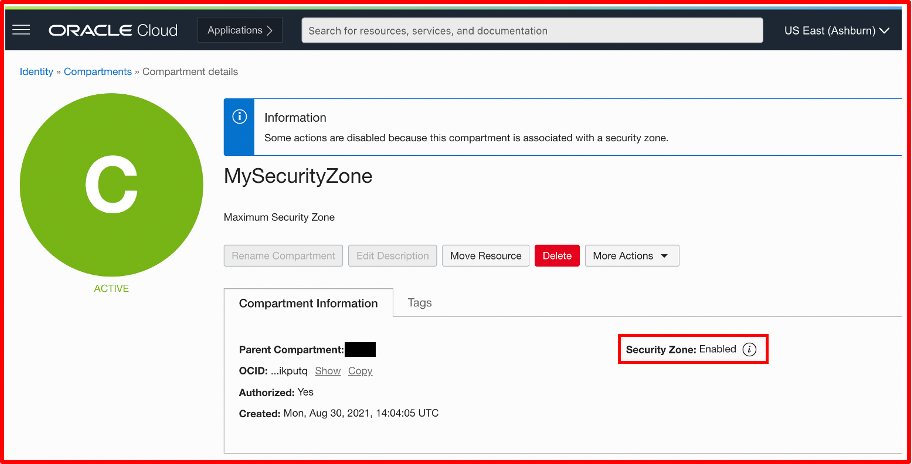 ORACLE Cloud
Applications
Search for resources, services, and documentation
US East (Ashburn)
Identity » Compartments » Compartment details
C
ACTIVE
Information
Some actions are disabled because this compartment is associated with a security zone.
MySecurityZone
Maximum Security Zone
Rename Compartment Edit Description Move Resource Delete More Actions
Compartment Information Tags
Parent Compartment:
Security Zone: Enabled
OCID: ...ikputq Show Copy
Authorized: Yes
Created: Mon, Aug 30, 2021, 14:04:05 UTC